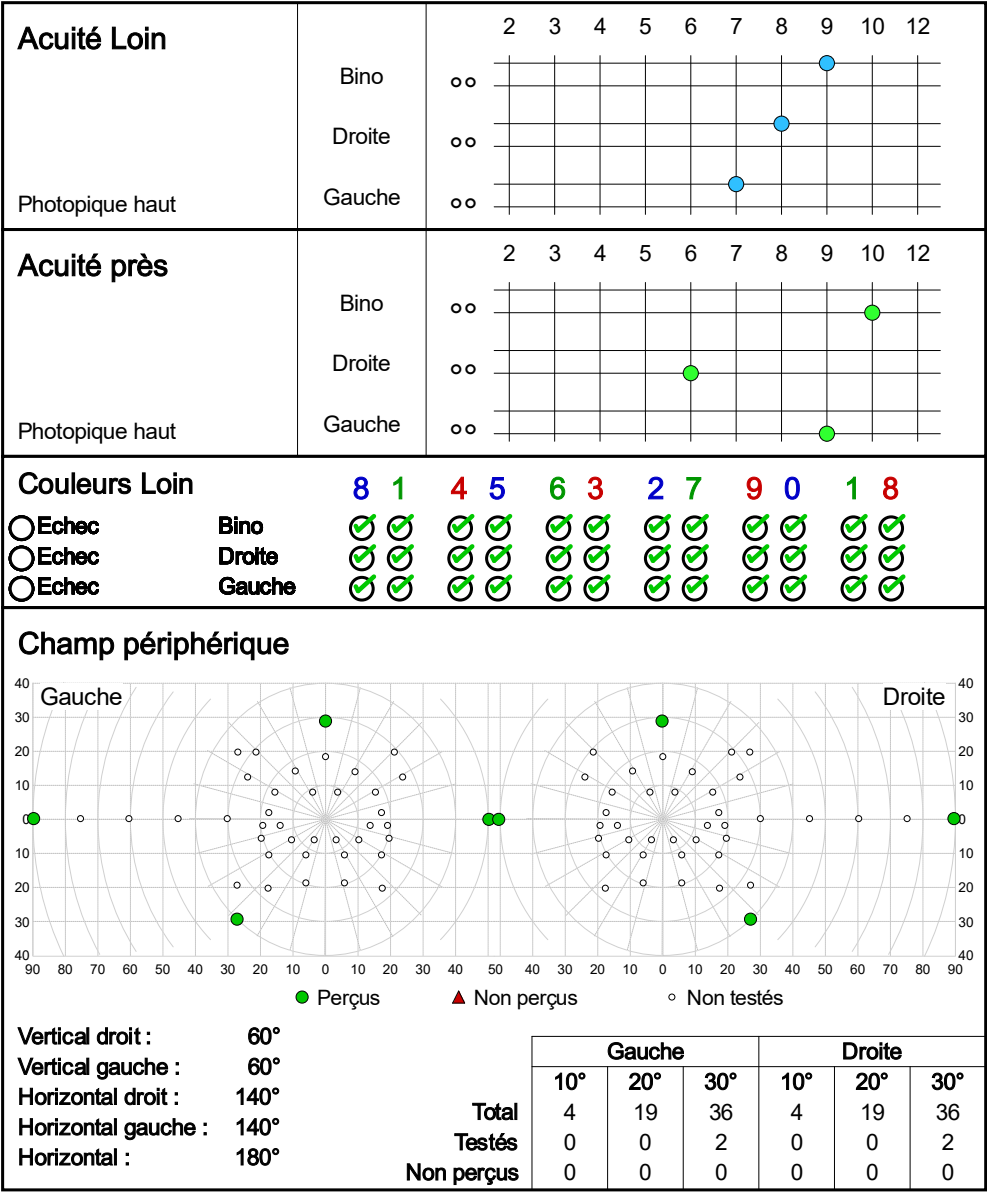 Acuité Loin
2 3 4 5 6 7 8 9 10 12
Bino
Droite
Gauche
Photopique haut
Acuité près
2 3 4 5 6 7 8 9 10 12
Bino
Droite
Gauche
Photopique haut
Couleurs Loin 8 1 4 5 6 3 2 7 9 0 1 8
Echec Bino
Echec Droite
Echec Gauche
Champ périphérique
40 Gauche Droite 40
30 30
20 20
10 10
0 0
10 10
20 20
30 30
40 40
90 80 70 60 50 40 30 20 10 0 10 20 30 40 50 40 30 20 10 0 10 20 30 40 50 60 70 80 90
Perçus Non perçus Non testés
Vertical droit : 60°
Vertical gauche : 60°
Horizontal droit : 140°
Horizontal gauche : 140°
Horizontal : 180°
Gauche Droite
10° 20° 30° 10° 20° 30°
Total 4 19 36 4 19 36
Testés 0 0 2 0 0 2
Non perçus 0 0 0 0 0 0